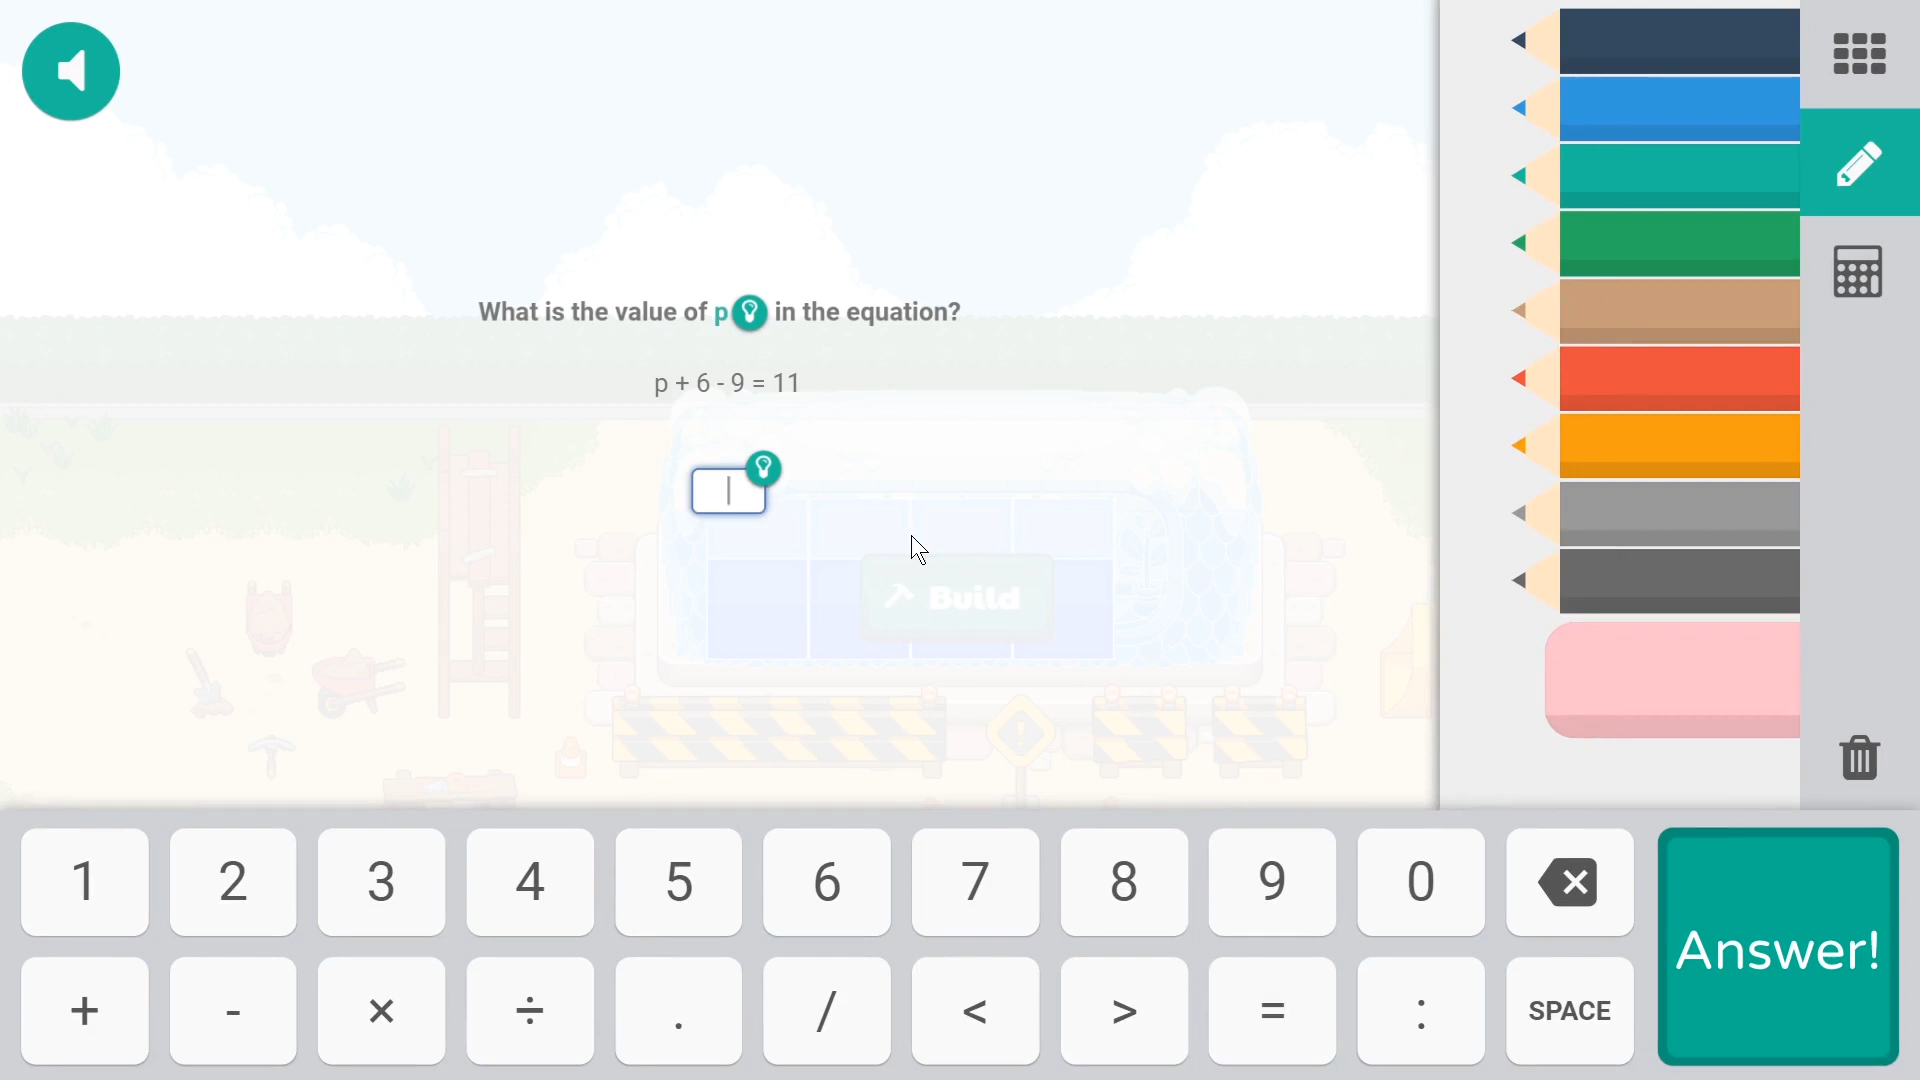 What is the value of p in the equation?
p + 6 - 9 = 11
Build
1 2 3 4 5 6 7 8 9 0
+ - × ÷ . / < > = : SPACE
Answer!